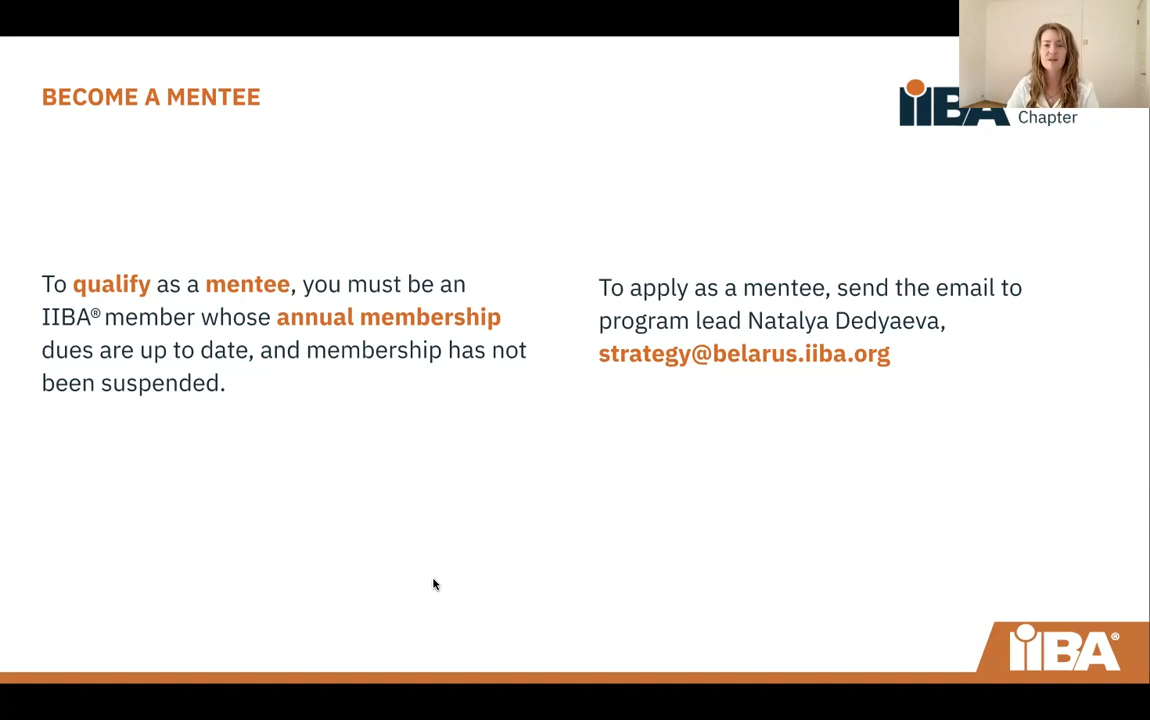 BECOME A MENTEE
iiBA
Chapter
To qualify as a mentee, you must be an
IIBA® member whose annual membership
dues are up to date, and membership has not
been suspended.
To apply as a mentee, send the email to
program lead Natalya Dedyaeva,
strategy@belarus.iiba.org
iiBA®